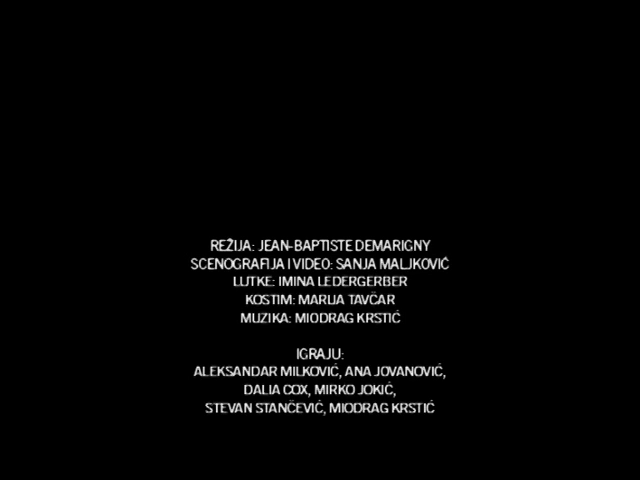 REŽIJA: JEAN-BAPTISTE DEMARIGNY
SCENOGRAFIJA I VIDEO: SANJA MALJKOVIĆ
LUTKE: IMINA LEDERGERBER
KOSTIM: MARIJA TAVČAR
MUZIKA: MIODRAG KRSTIĆ
IGRAJU:
ALEKSANDAR MILKOVIĆ, ANA JOVANOVIĆ,
DALIA COX, MIRKO JOKIĆ,
STEVAN STANČEVIĆ, MIODRAG KRSTIĆ